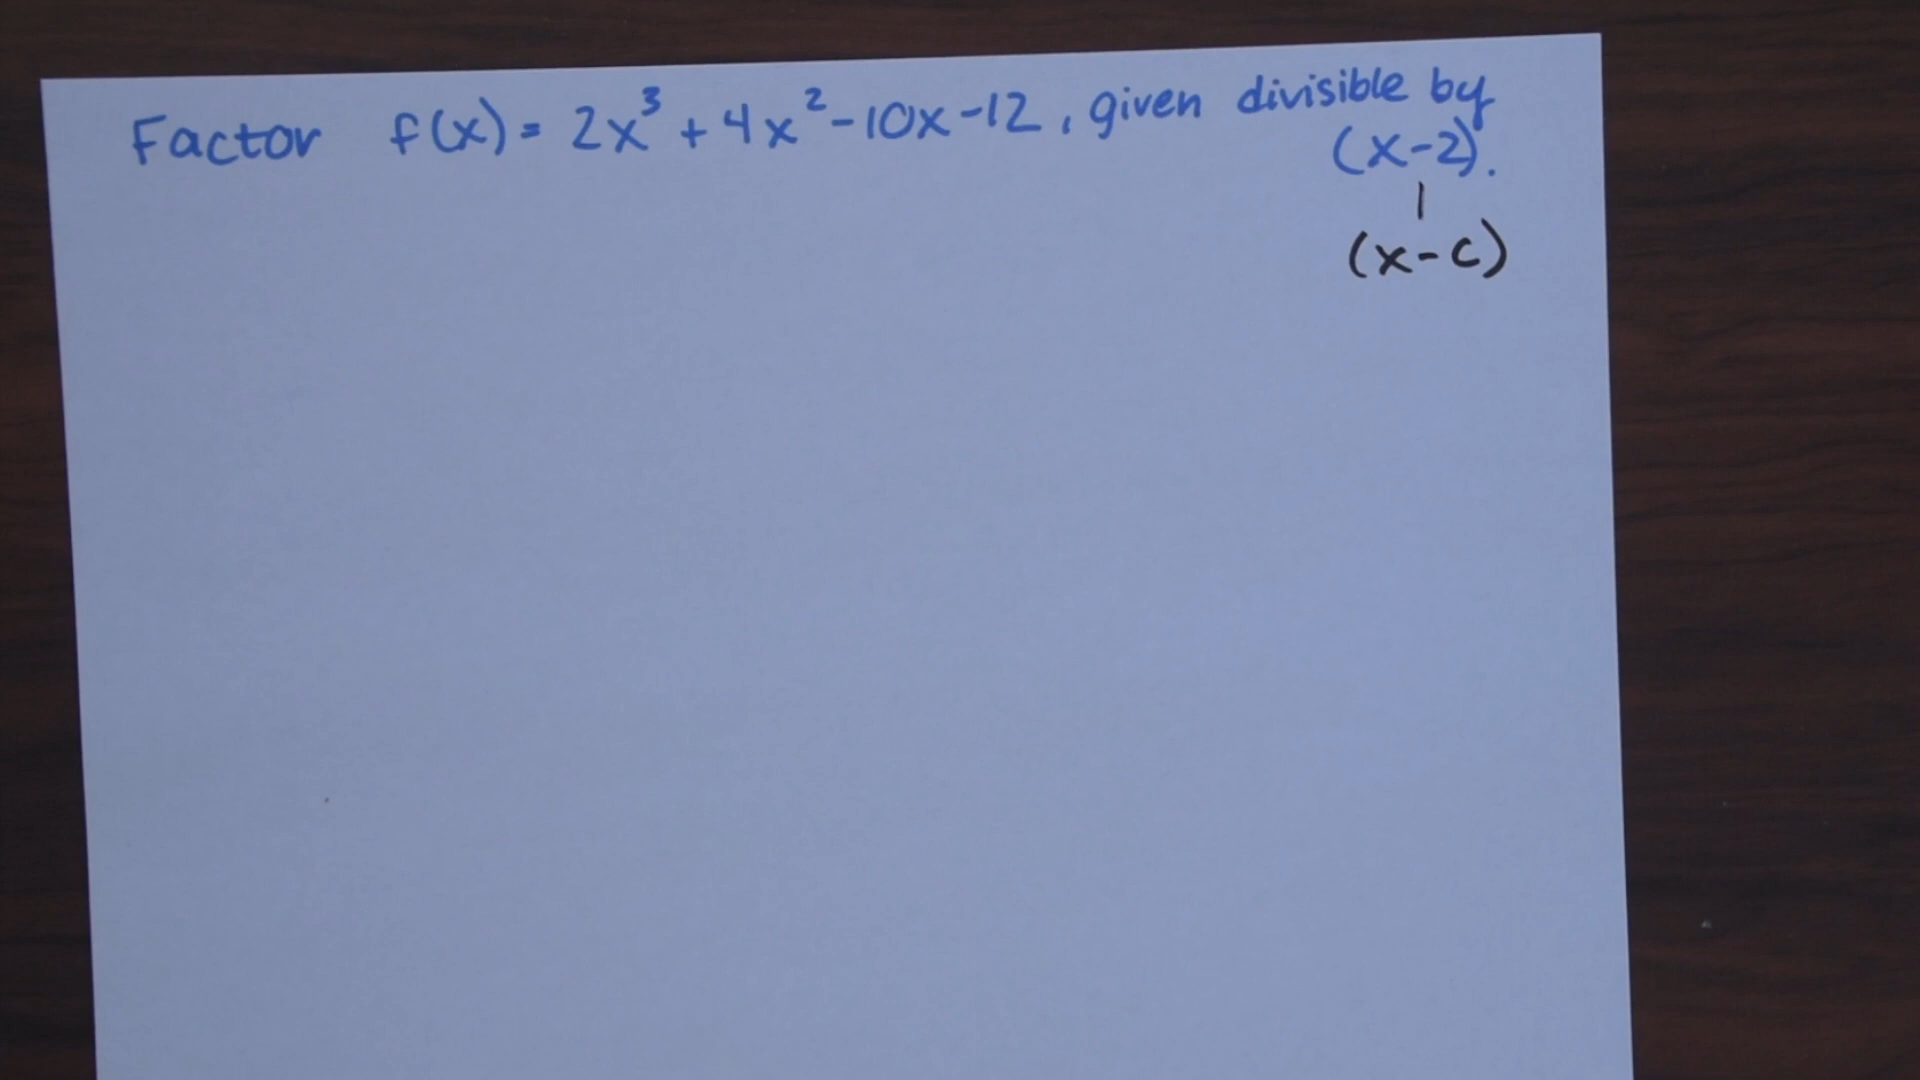 Factor f(x) = 2x³ + 4x² - 10x - 12, given divisible by
(x-2).
(x-c)